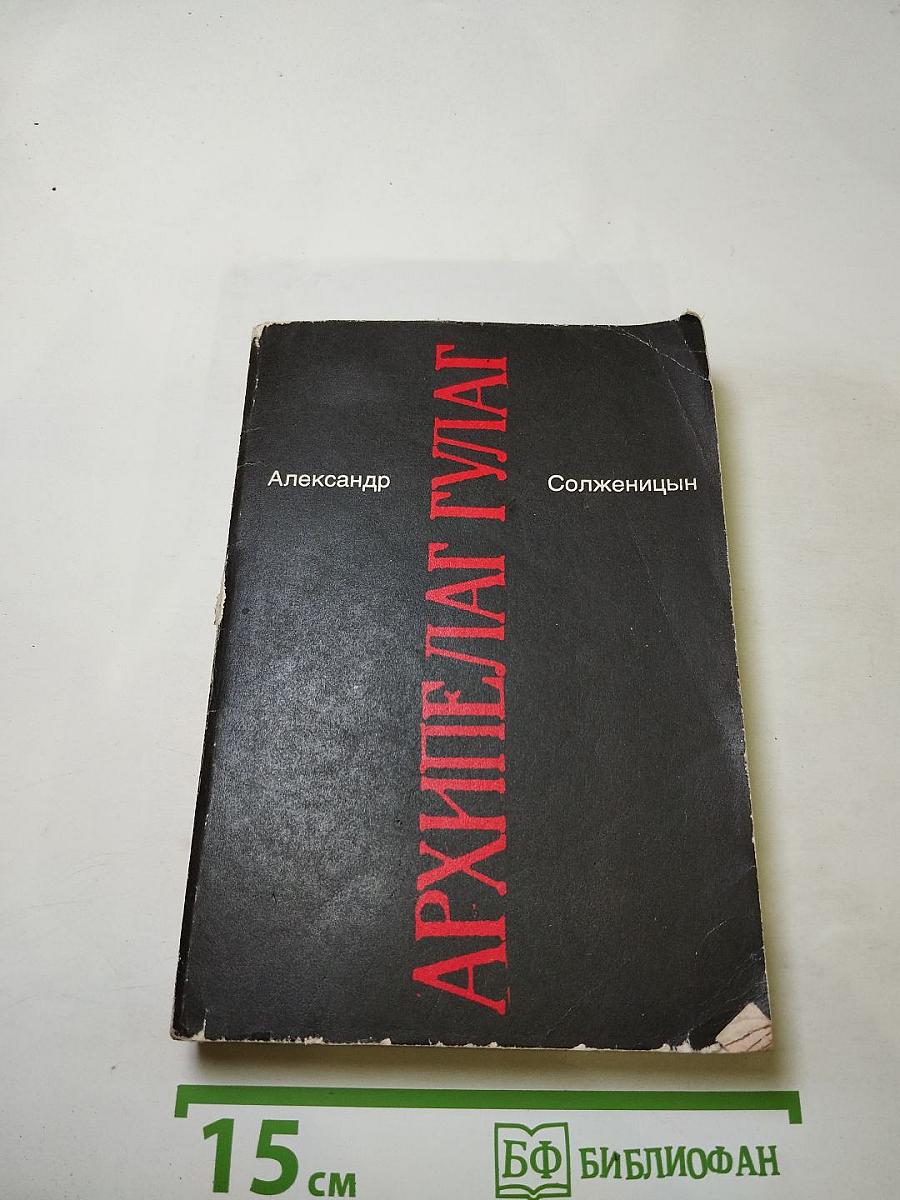 Александр
Солженицын
АРХИПЕЛАГ ГУЛАГ
15 см
БФ БИБЛИОФАН